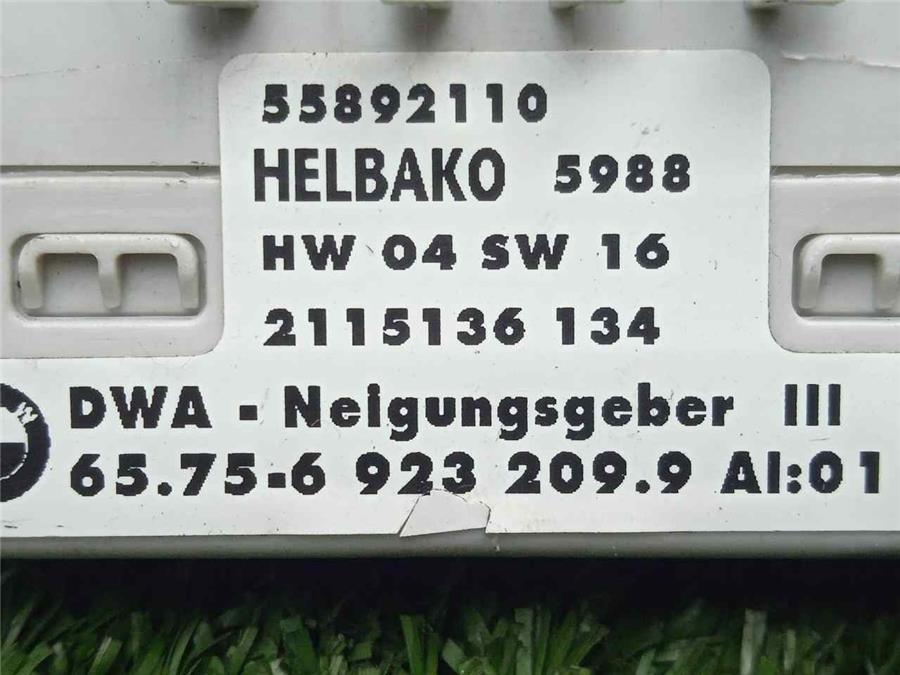 55892110
HELBAKO 5988
HW 04 SW 16
2115136 134
DWA - Neigungsgeber III
65.75-6 923 209.9 AI:01